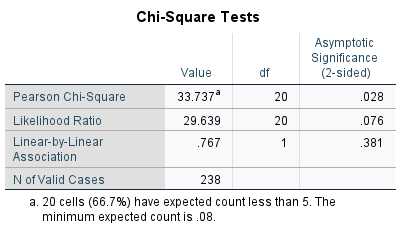 Chi-Square Tests
Asymptotic
Significance
Value df (2-sided)
Pearson Chi-Square 33.737a 20 .028
Likelihood Ratio 29.639 20 .076
Linear-by-Linear
Association .767 1 .381
N of Valid Cases 238
a. 20 cells (66.7%) have expected count less than 5. The
minimum expected count is .08.